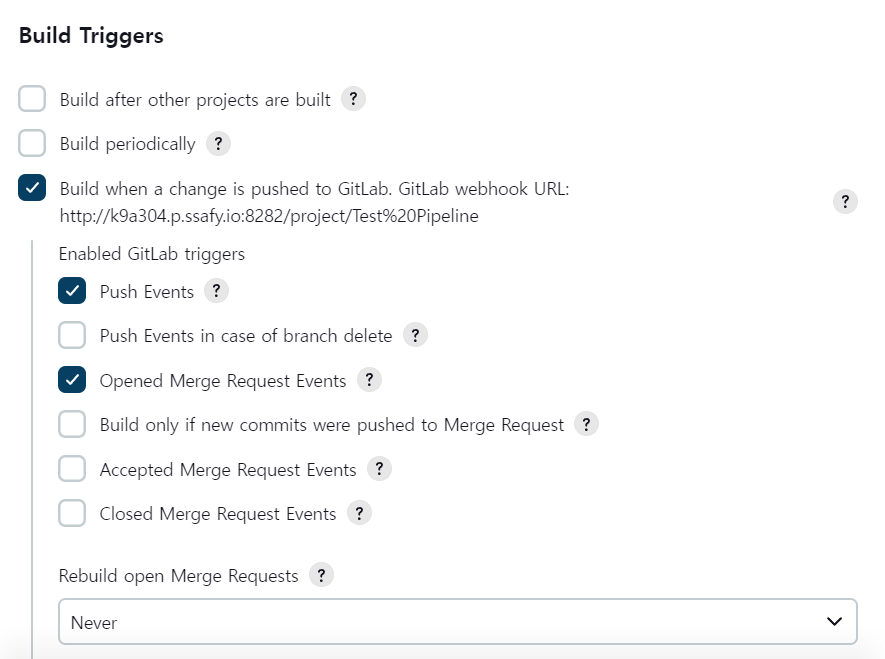 Build Triggers
Build after other projects are built ?
Build periodically ?
Build when a change is pushed to GitLab. GitLab webhook URL:
http://k9a304.p.ssafy.io:8282/project/Test%20Pipeline ?
Enabled GitLab triggers
Push Events ?
Push Events in case of branch delete ?
Opened Merge Request Events ?
Build only if new commits were pushed to Merge Request ?
Accepted Merge Request Events ?
Closed Merge Request Events ?
Rebuild open Merge Requests ?
Never